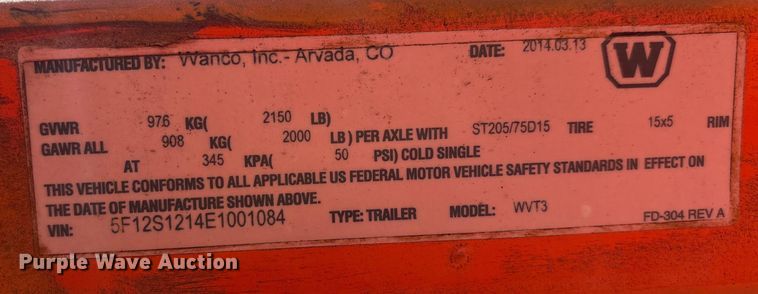 MANUFACTURED BY: Wanco, Inc.- Arvada, CO DATE: 2014.03.13 W
GVWR 976 KG( 2150 LB)
GAWR ALL 908 KG( 2000 LB ) PER AXLE WITH ST205/75D15 TIRE 15x5 RIM
AT 345 KPA( 50 PSI) COLD SINGLE
THIS VEHICLE CONFORMS TO ALL APPLICABLE US FEDERAL MOTOR VEHICLE SAFETY STANDARDS IN EFFECT ON
THE DATE OF MANUFACTURE SHOWN ABOVE.
VIN: 5F12S1214E1001084 TYPE: TRAILER MODEL: WVT3 FD-304 REV A
Purple Wave Auction